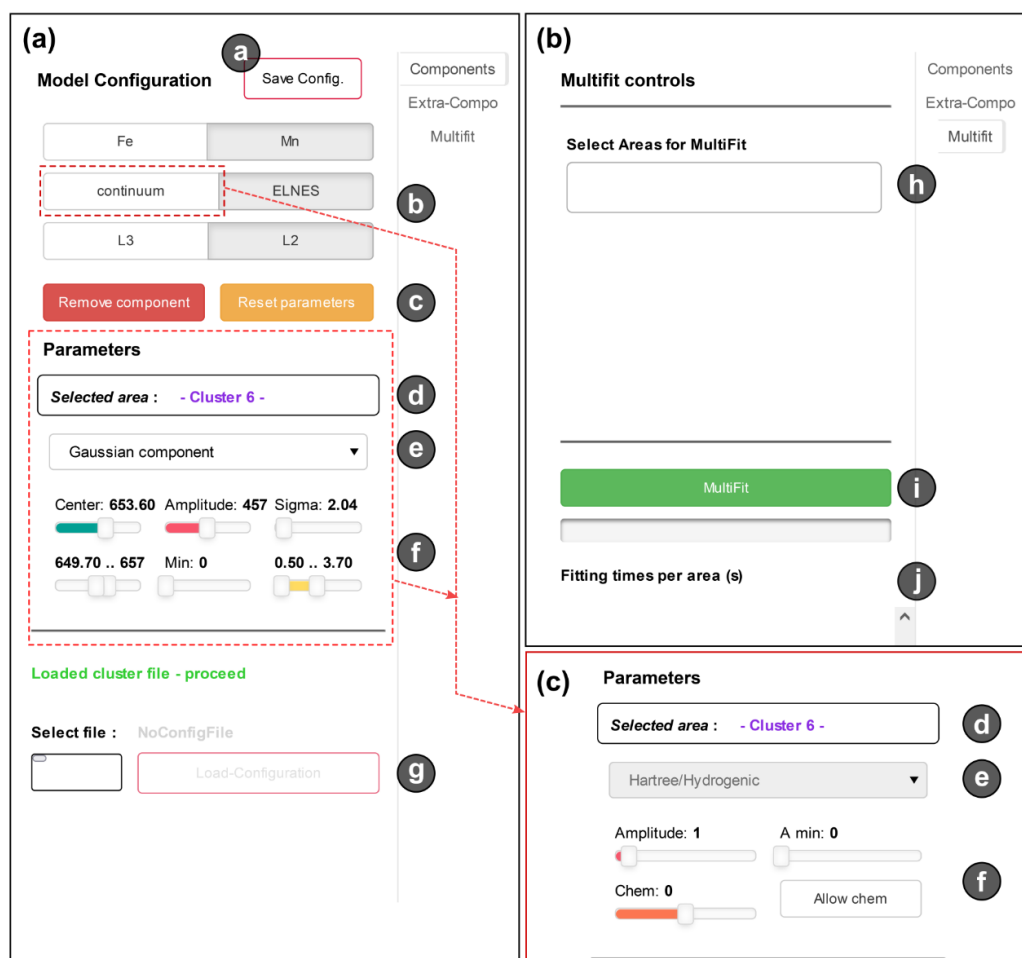 (a)
a
Model Configuration
Save Config.
Components
Extra-Compo
Multifit
Fe
Mn
continuum
ELNES
b
L3
L2
Remove component
Reset parameters
c
Parameters
Selected area : - Cluster 6 -
d
Gaussian component
e
Center: 653.60 Amplitude: 457 Sigma: 2.04
649.70 .. 657 Min: 0 0.50 .. 3.70
f
Loaded cluster file - proceed
Select file : NoConfigFile
Load-Configuration
g
(b)
Multifit controls
Components
Extra-Compo
Multifit
Select Areas for MultiFit
h
MultiFit
i
Fitting times per area (s)
j
(c)
Parameters
Selected area : - Cluster 6 -
d
Hartree/Hydrogenic
e
Amplitude: 1 A min: 0
Chem: 0
Allow chem
f